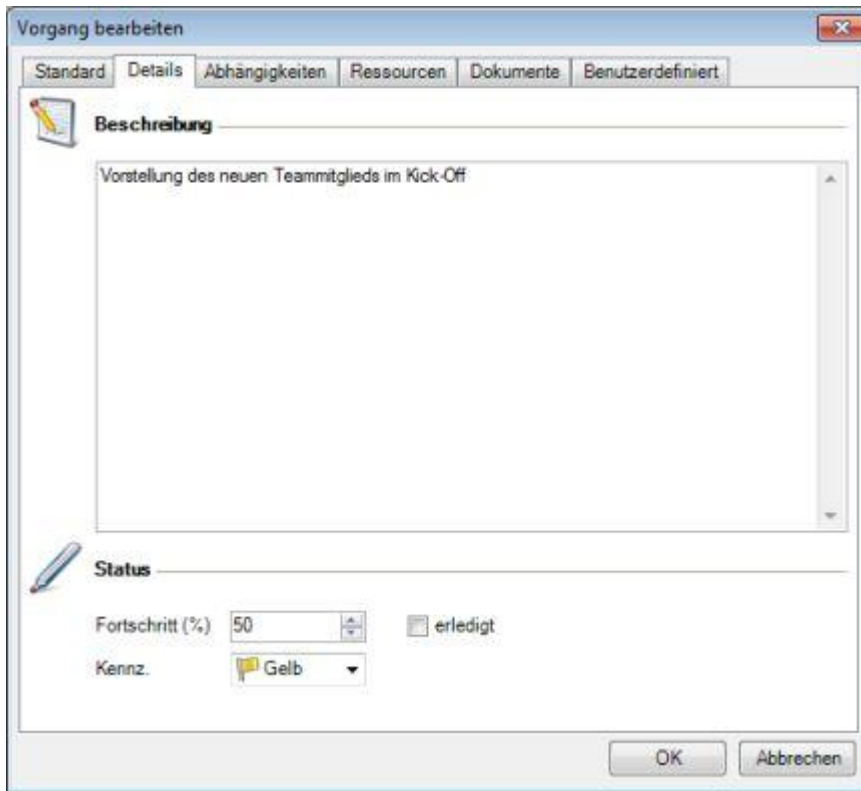 Vorgang bearbeiten
Standard Details Abhängigkeiten Ressourcen Dokumente Benutzerdefiniert
Beschreibung
Vorstellung des neuen Teammitglieds im Kick-Off
Status
Fortschritt (%) 50 erledigt
Kennz. Gelb
OK Abbrechen